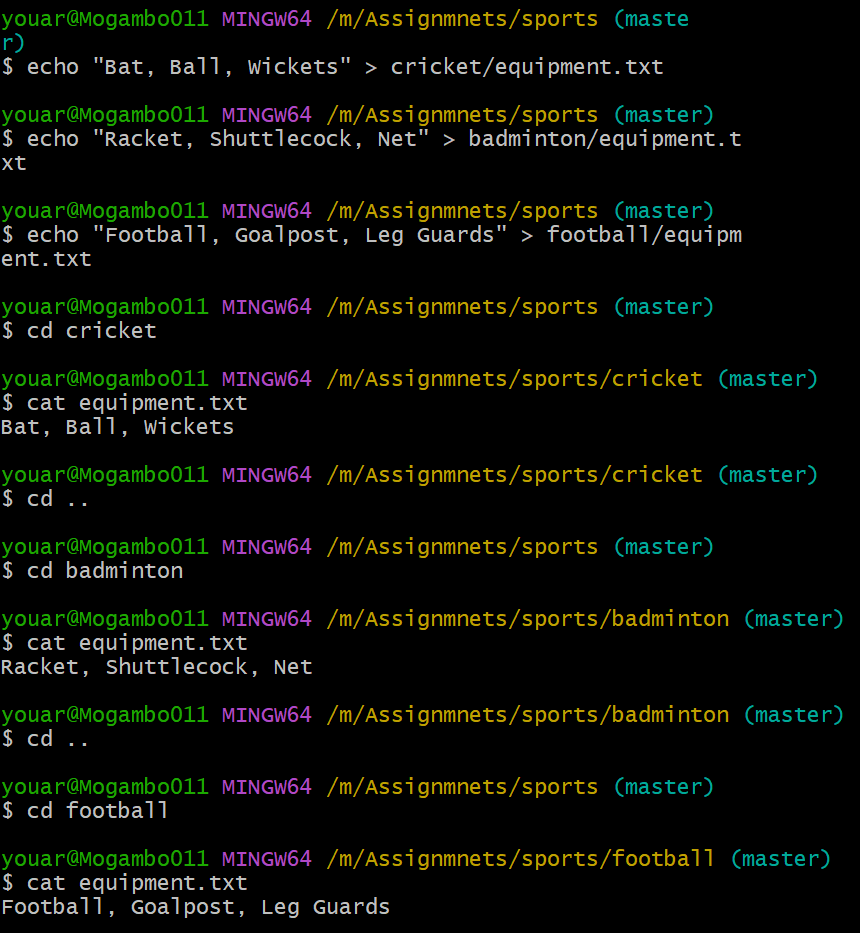 youar@Mogambo011 MINGW64 /m/Assignmnets/sports (maste
r)
$ echo "Bat, Ball, Wickets" > cricket/equipment.txt
youar@Mogambo011 MINGW64 /m/Assignmnets/sports (master)
$ echo "Racket, Shuttlecock, Net" > badminton/equipment.t
xt
youar@Mogambo011 MINGW64 /m/Assignmnets/sports (master)
$ echo "Football, Goalpost, Leg Guards" > football/equipm
ent.txt
youar@Mogambo011 MINGW64 /m/Assignmnets/sports (master)
$ cd cricket
youar@Mogambo011 MINGW64 /m/Assignmnets/sports/cricket (master)
$ cat equipment.txt
Bat, Ball, Wickets
youar@Mogambo011 MINGW64 /m/Assignmnets/sports/cricket (master)
$ cd ..
youar@Mogambo011 MINGW64 /m/Assignmnets/sports (master)
$ cd badminton
youar@Mogambo011 MINGW64 /m/Assignmnets/sports/badminton (master)
$ cat equipment.txt
Racket, Shuttlecock, Net
youar@Mogambo011 MINGW64 /m/Assignmnets/sports/badminton (master)
$ cd ..
youar@Mogambo011 MINGW64 /m/Assignmnets/sports (master)
$ cd football
youar@Mogambo011 MINGW64 /m/Assignmnets/sports/football (master)
$ cat equipment.txt
Football, Goalpost, Leg Guards